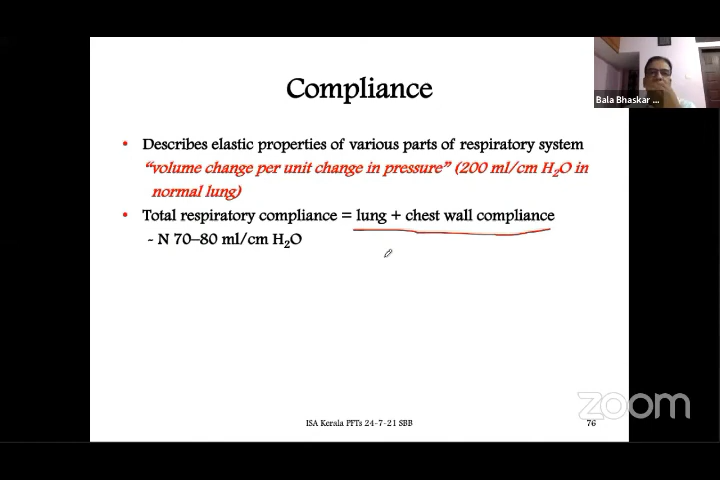 Compliance
Bala Bhaskar ...
• Describes elastic properties of various parts of respiratory system
“volume change per unit change in pressure” (200 ml/cm H₂O in
normal lung)
• Total respiratory compliance = lung + chest wall compliance
- N 70–80 ml/cm H₂O
zoom
ISA Kerala PFTs 24-7-21 SBB
76